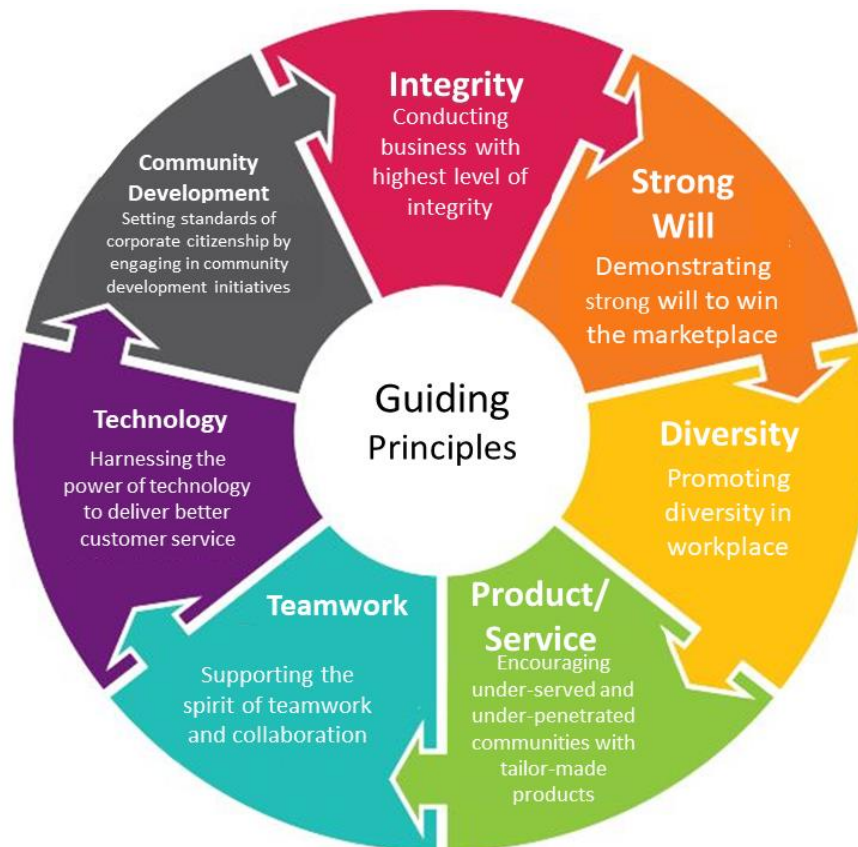 Guiding
Principles
Integrity
Conducting
business with
highest level of
integrity
Strong
Will
Demonstrating
strong will to win
the marketplace
Diversity
Promoting
diversity in
workplace
Product/
Service
Encouraging
under-served and
under-penetrated
communities with
tailor-made
products
Teamwork
Supporting the
spirit of teamwork
and collaboration
Technology
Harnessing the
power of technology
to deliver better
customer service
Community
Development
Setting standards of
corporate citizenship by
engaging in community
development initiatives